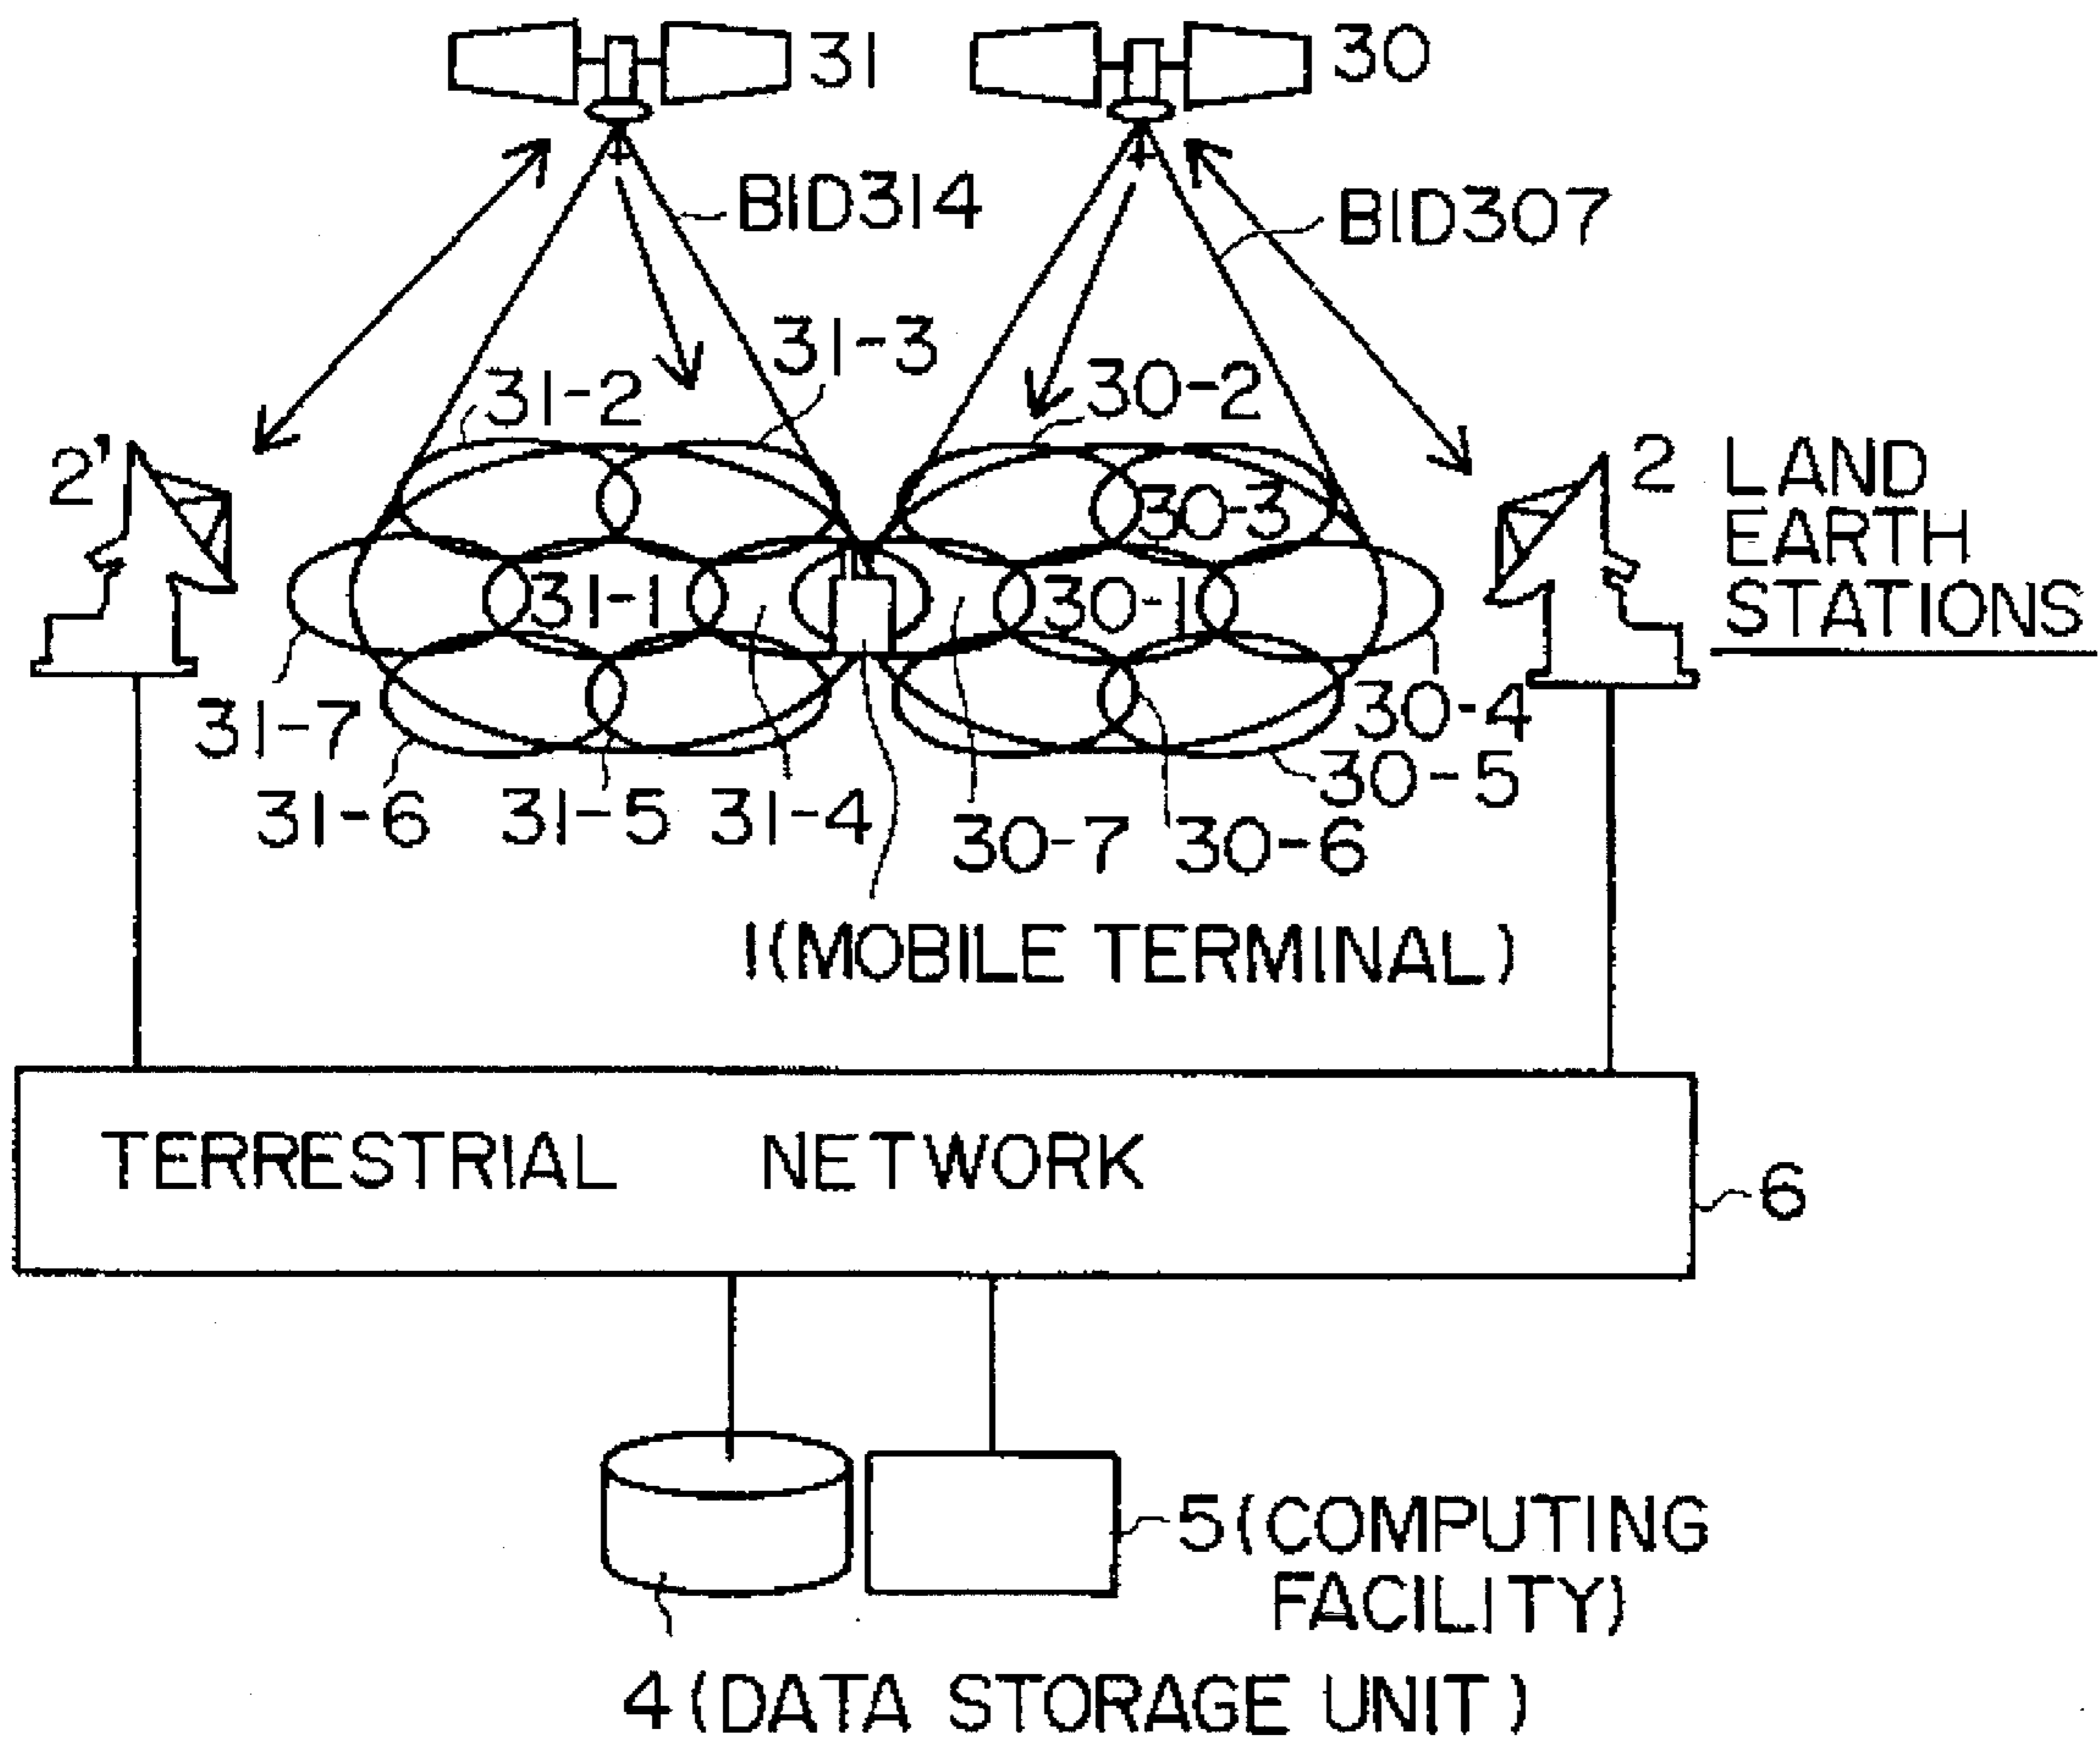 31
30
BID314
BID307
31-3
31-2
30-2
2'
2
LAND
EARTH
STATIONS
30-3
31-1
30-1
31-7
30-4
30-5
31-6
31-5
31-4
30-7
30-6
1(MOBILE TERMINAL)
TERRESTRIAL NETWORK
6
5(COMPUTING
FACILITY)
4(DATA STORAGE UNIT)